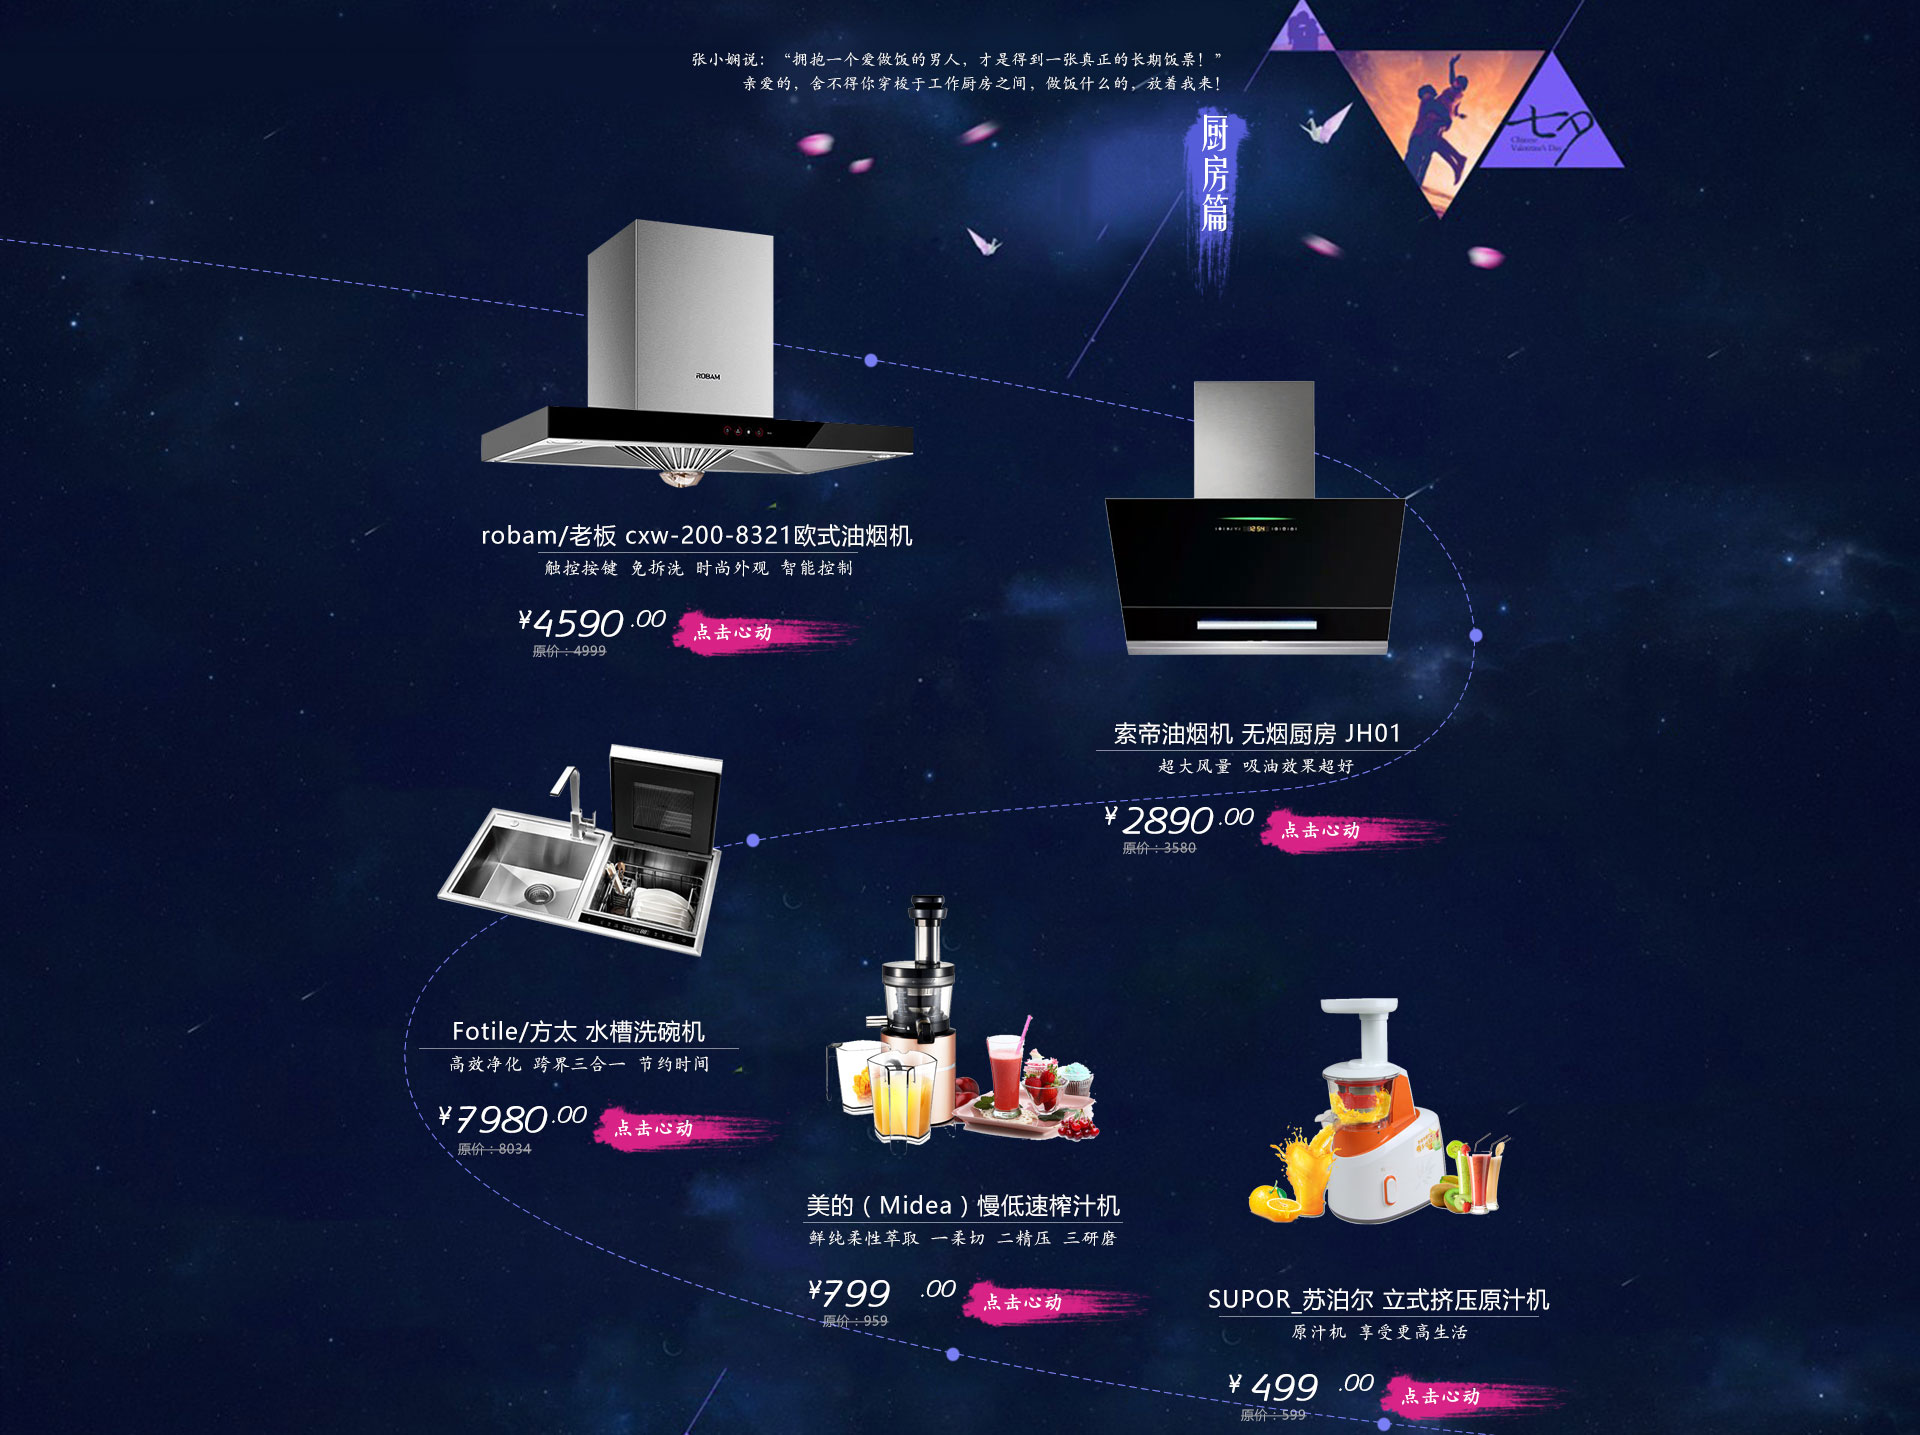 张小娴说：“拥抱一个爱做饭的男人，才是得到一张真正的长期饭票！”
亲爱的，舍不得你穿梭于工作厨房之间，做饭什么的，放着我来！
七夕
Chinese
Valentine's Day
厨房篇
ROBAM
robam/老板 cxw-200-8321欧式油烟机
触控按键 免拆洗 时尚外观 智能控制
¥4590.00
点击心动
原价：4999
12:54
索帝油烟机 无烟厨房 JH01
超大风量 吸油效果超好
¥2890.00
点击心动
原价：3580
Fotile/方太 水槽洗碗机
高效净化 跨界三合一 节约时间
¥7980.00
点击心动
原价：8034
美的（Midea）慢低速榨汁机
鲜纯柔性萃取 一柔切 二精压 三研磨
¥799.00
点击心动
原价：959
SUPOR_苏泊尔 立式挤压原汁机
原汁机 享受更高生活
¥499.00
点击心动
原价：599